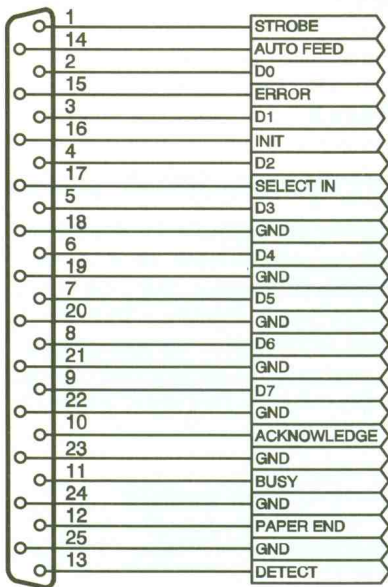 1 STROBE
14 AUTO FEED
2 D0
15 ERROR
3 D1
16 INIT
4 D2
17 SELECT IN
5 D3
18 GND
6 D4
19 GND
7 D5
20 GND
8 D6
21 GND
9 D7
22 GND
10 ACKNOWLEDGE
23 GND
11 BUSY
24 GND
12 PAPER END
25 GND
13 DETECT